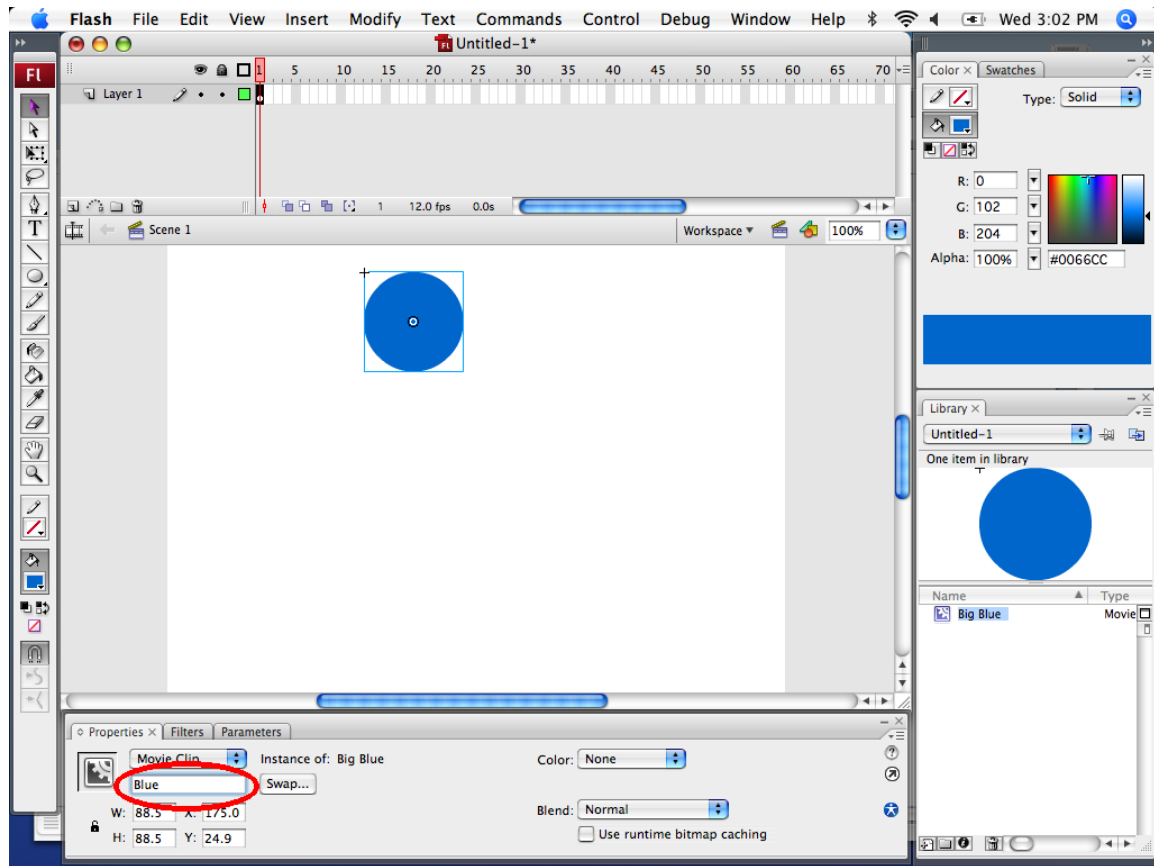 Flash File Edit View Insert Modify Text Commands Control Debug Window Help Wed 3:02 PM
Untitled-1*
Fl
1 5 10 15 20 25 30 35 40 45 50 55 60 65 70
Layer 1
1 12.0 fps 0.0s
Scene 1 Workspace 100%
T
Color × Swatches
Type: Solid
R: 0
G: 102
B: 204
Alpha: 100% #0066CC
Library ×
Untitled-1
One item in library
Name Type
Big Blue Movie
Properties × Filters Parameters
Movie Clip Instance of: Big Blue Color: None
Blue Swap...
W: 88.5 X: 175.0 Blend: Normal
H: 88.5 Y: 24.9 Use runtime bitmap caching